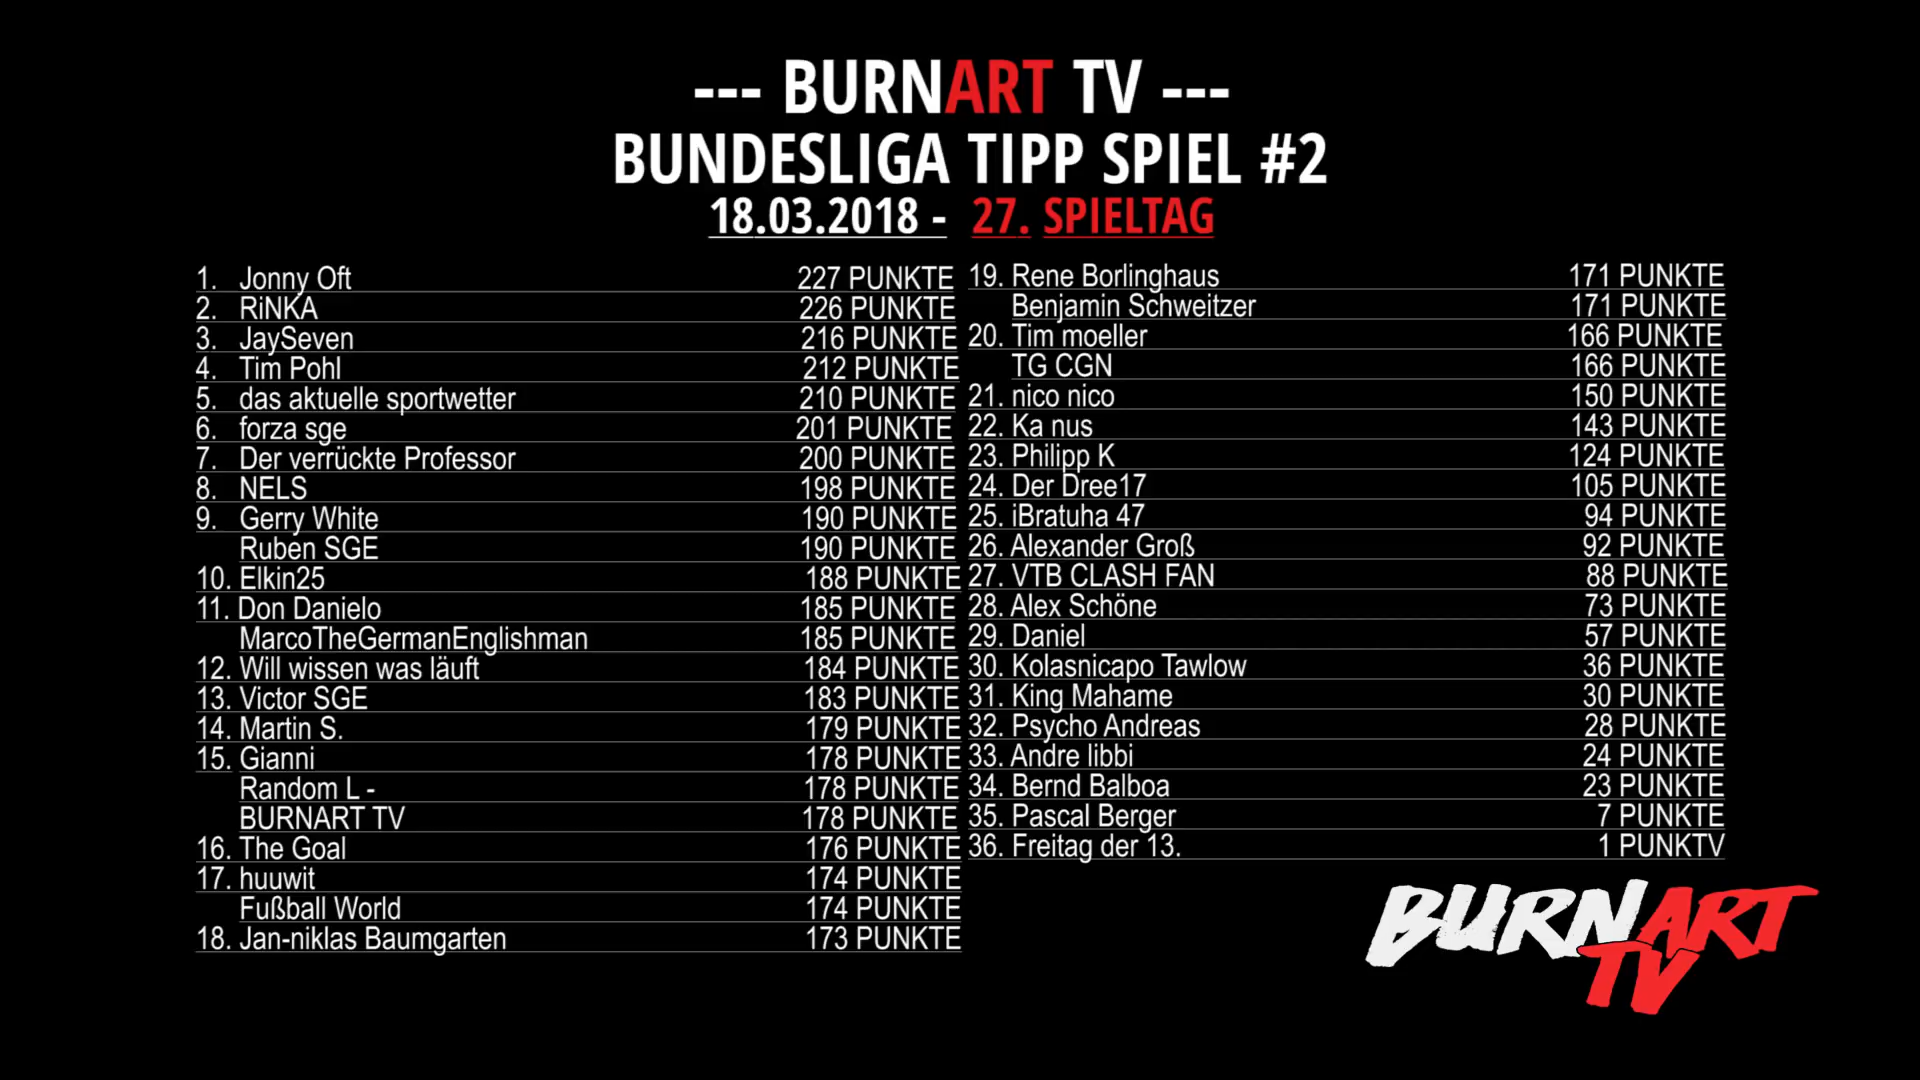 --- BURNART TV ---
BUNDESLIGA TIPP SPIEL #2
18.03.2018 - 27. SPIELTAG
1. Jonny Oft 227 PUNKTE
2. RiNKA 226 PUNKTE
3. JaySeven 216 PUNKTE
4. Tim Pohl 212 PUNKTE
5. das aktuelle sportwetter 210 PUNKTE
6. forza sge 201 PUNKTE
7. Der verrückte Professor 200 PUNKTE
8. NELS 198 PUNKTE
9. Gerry White 190 PUNKTE
Ruben SGE 190 PUNKTE
10. Elkin25 188 PUNKTE
11. Don Danielo 185 PUNKTE
MarcoTheGermanEnglishman 185 PUNKTE
12. Will wissen was läuft 184 PUNKTE
13. Victor SGE 183 PUNKTE
14. Martin S. 179 PUNKTE
15. Gianni 178 PUNKTE
Random L - 178 PUNKTE
BURNART TV 178 PUNKTE
16. The Goal 176 PUNKTE
17. huuwit 174 PUNKTE
Fußball World 174 PUNKTE
18. Jan-niklas Baumgarten 173 PUNKTE
19. Rene Borlinghaus 171 PUNKTE
Benjamin Schweitzer 171 PUNKTE
20. Tim moeller 166 PUNKTE
TG CGN 166 PUNKTE
21. nico nico 150 PUNKTE
22. Ka nus 143 PUNKTE
23. Philipp K 124 PUNKTE
24. Der Dree17 105 PUNKTE
25. iBratuha 47 94 PUNKTE
26. Alexander Groß 92 PUNKTE
27. VTB CLASH FAN 88 PUNKTE
28. Alex Schöne 73 PUNKTE
29. Daniel 57 PUNKTE
30. Kolasnicapo Tawlow 36 PUNKTE
31. King Mahame 30 PUNKTE
32. Psycho Andreas 28 PUNKTE
33. Andre libbi 24 PUNKTE
34. Bernd Balboa 23 PUNKTE
35. Pascal Berger 7 PUNKTE
36. Freitag der 13. 1 PUNKTV
BURNART
TV